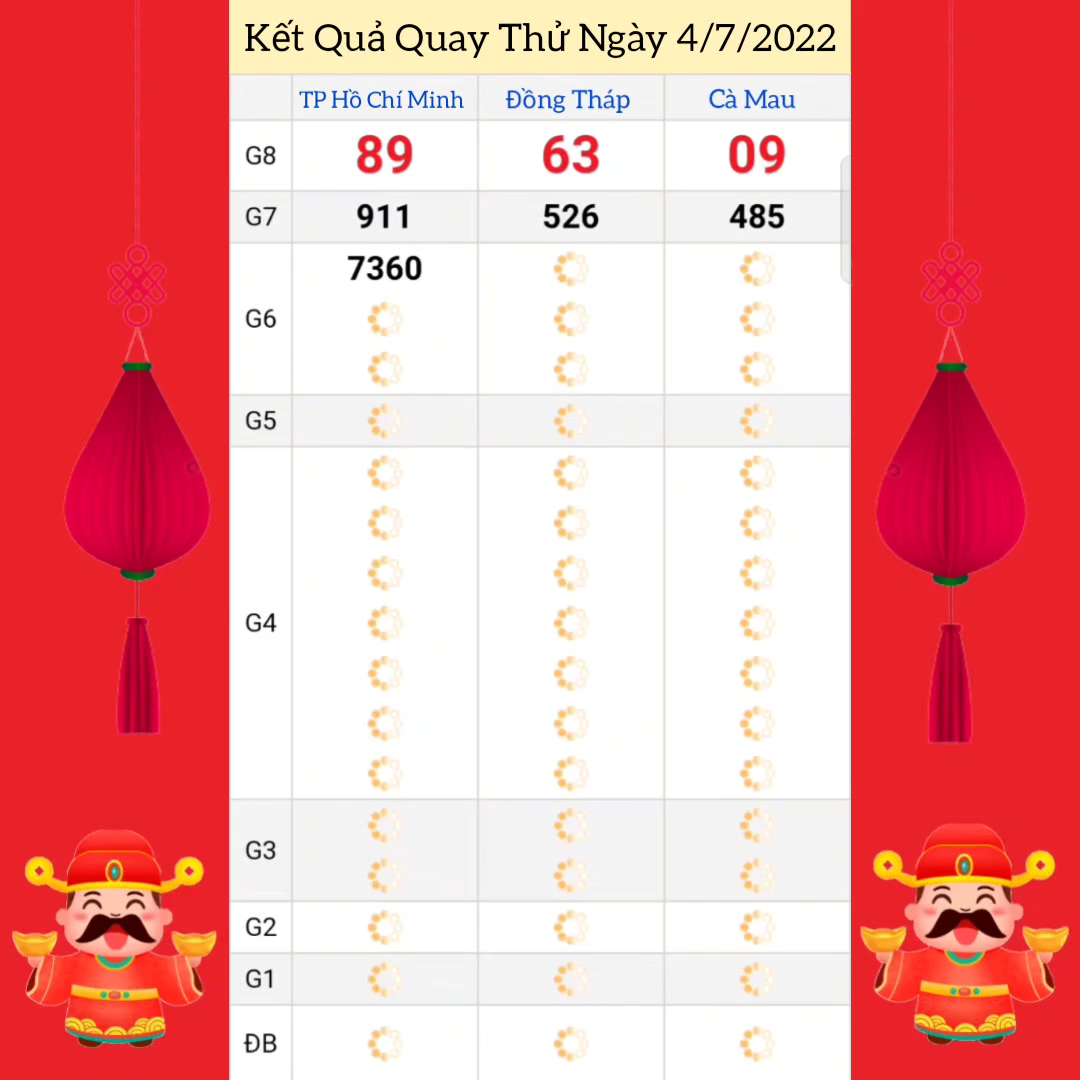 Kết Quả Quay Thử Ngày 4/7/2022
TP Hồ Chí Minh Đồng Tháp Cà Mau
G8 89 63 09
G7 911 526 485
7360
G6
G5
G4
G3
G2
G1
ĐB